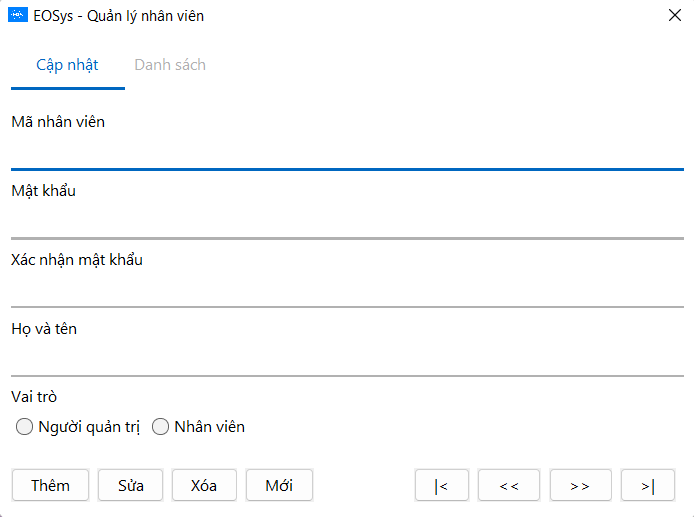 EOSys - Quản lý nhân viên
Cập nhật Danh sách
Mã nhân viên
Mật khẩu
Xác nhận mật khẩu
Họ và tên
Vai trò
Người quản trị Nhân viên
Thêm Sửa Xóa Mới |< << >> >|